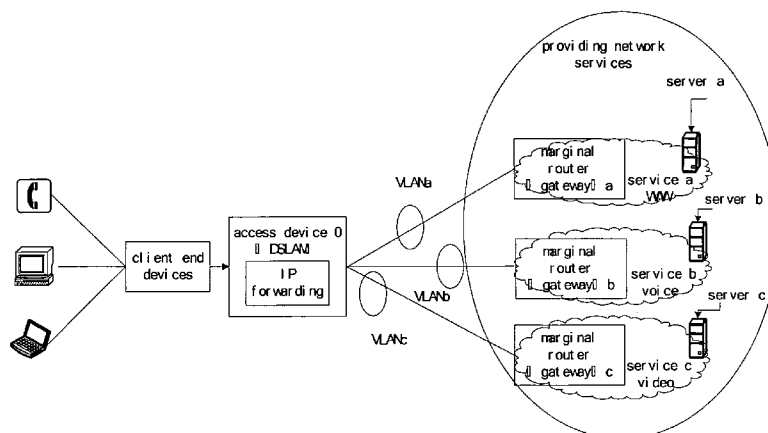 providing network
services
server a
marginal
router
gateway a
service a
WWW
VLANa
server b
access device 0
DSLAM
IP
forwarding
client end
devices
marginal
router
gateway b
service b
voice
VLANb
server c
VLANc
marginal
router
gateway c
service c
video